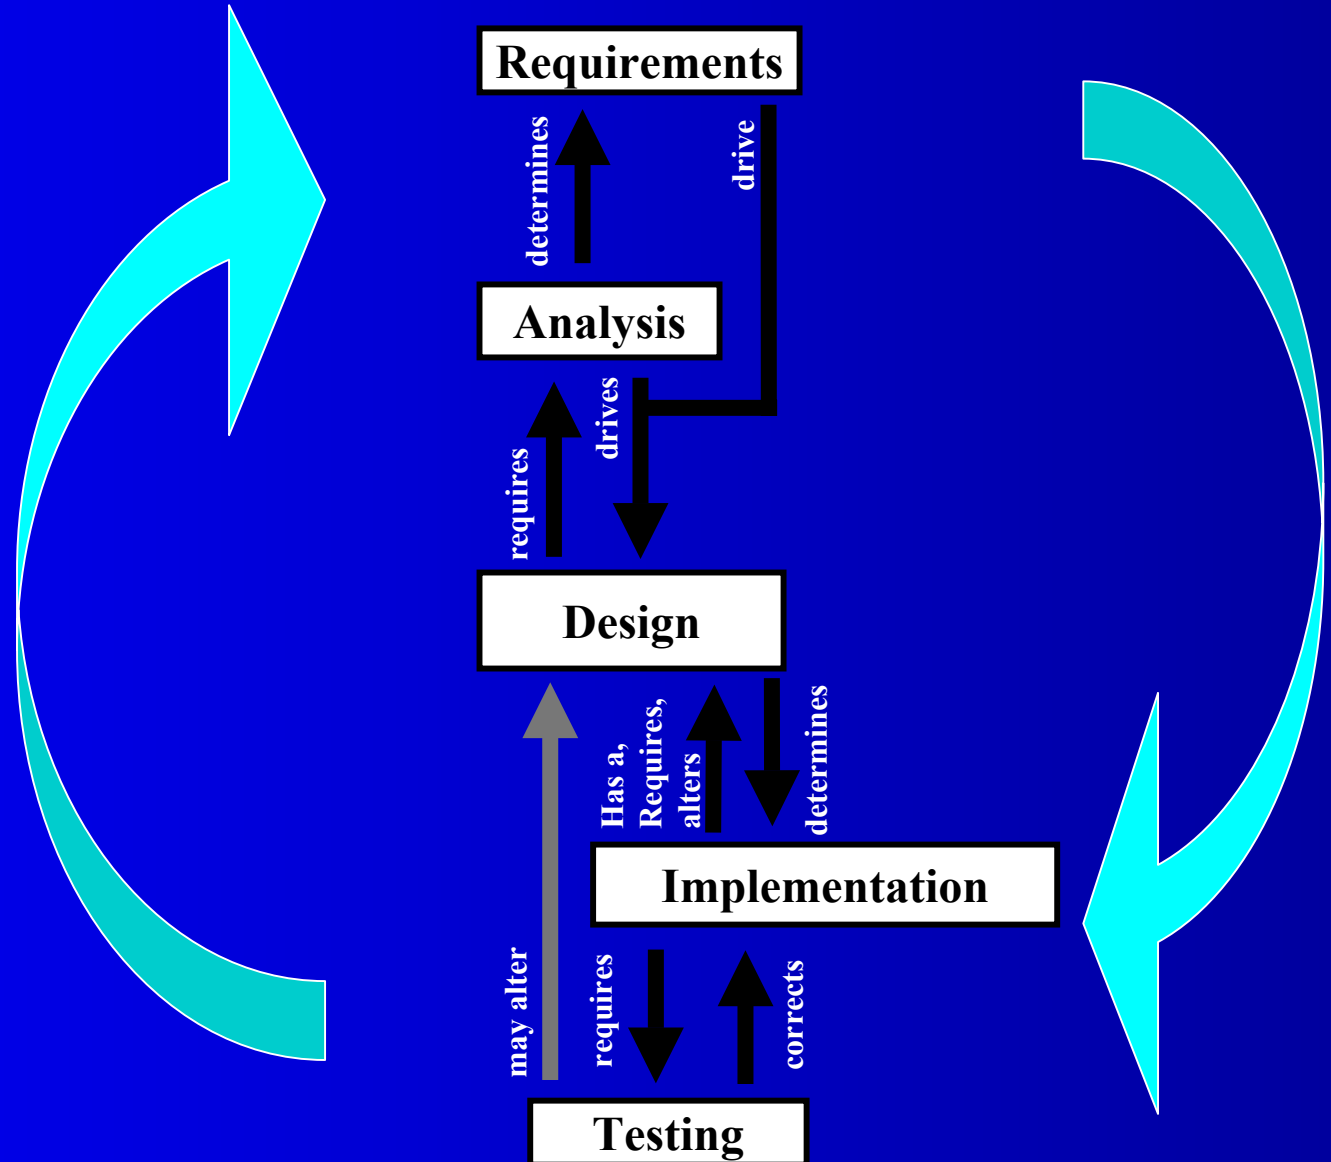 Requirements
determines
drive
Analysis
requires
drives
Design
may alter
Has a,
Requires,
alters
determines
Implementation
requires
corrects
Testing